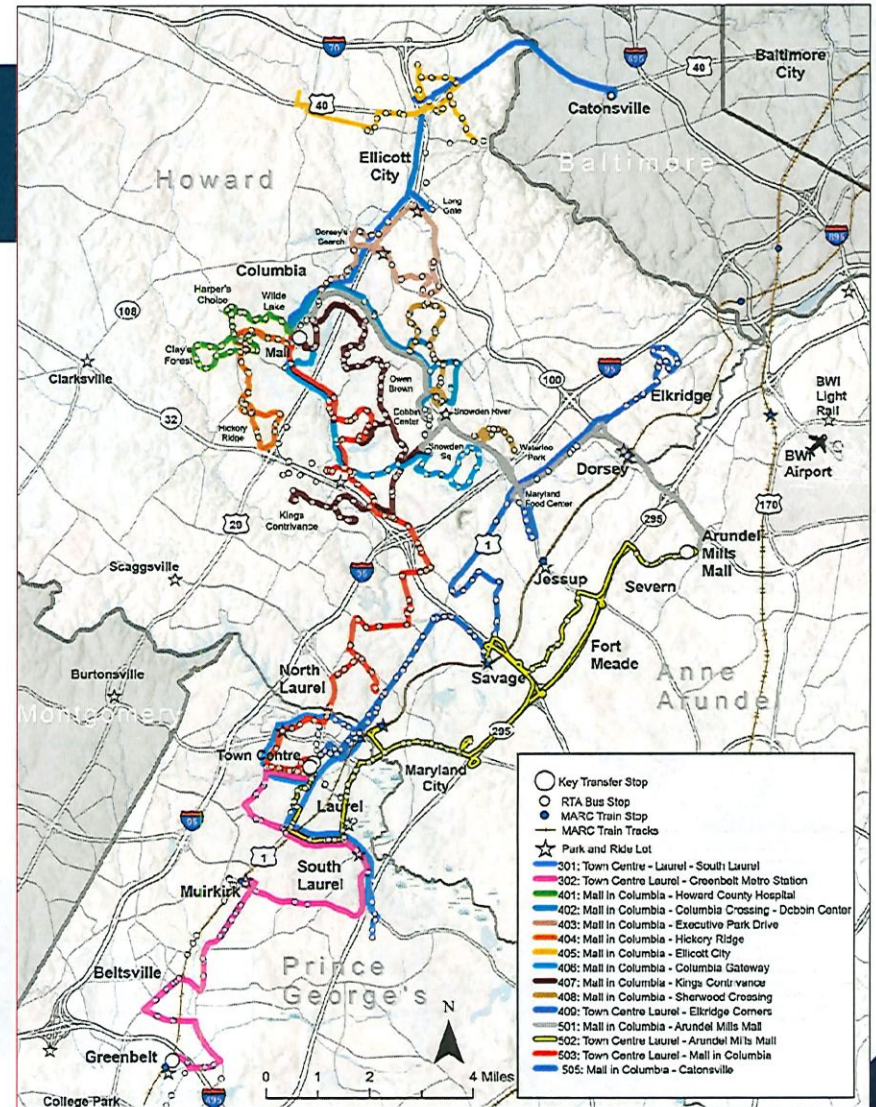 70
695
Baltimore
City
40
Catonsville
40
Ellicott
City
Baltimore
Howard
Long
Gate
Dorsey's
Search
895
Columbia
Harper's
Choice
Wilde
Lake
108
Mall
Clay's
Forest
95
Clarksville
Owen
Brown
100
Elkridge
BWI
Light
Rail
32
Dobbin
Center
Snowden River
Hickory
Ridge
Snowden
Sq
Waterloo
Park
Dorsey
BWI
Airport
Maryland
Food Center
170
Kings
Contrivance
295
29
1
Arundel
Mills
Mall
Scaggsville
95
Jessup
Severn
Fort
Meade
North
Laurel
Savage
Anne
Arundel
Burtonsville
Montgomery
295
Town Centre
Maryland
City
Laurel
95
1
South
Laurel
Muirkirk
Beltsville
Prince
George's
N
Greenbelt
0 1 2 4 Miles
495
College Park
Key Transfer Stop
RTA Bus Stop
MARC Train Stop
MARC Train Tracks
Park and Ride Lot
301: Town Centre - Laurel - South Laurel
302: Town Centre Laurel - Greenbelt Metro Station
401: Mall in Columbia - Howard County Hospital
402: Mall in Columbia - Columbia Crossing - Dobbin Center
403: Mall in Columbia - Executive Park Drive
404: Mall in Columbia - Hickory Ridge
405: Mall in Columbia - Ellicott City
406: Mall in Columbia - Columbia Gateway
407: Mall in Columbia - Kings Contrivance
408: Mall in Columbia - Sherwood Crossing
409: Town Centre Laurel - Elkridge Corners
501: Mall in Columbia - Arundel Mills Mall
502: Town Centre Laurel - Arundel Mills Mall
503: Town Centre Laurel - Mall in Columbia
505: Mall in Columbia - Catonsville